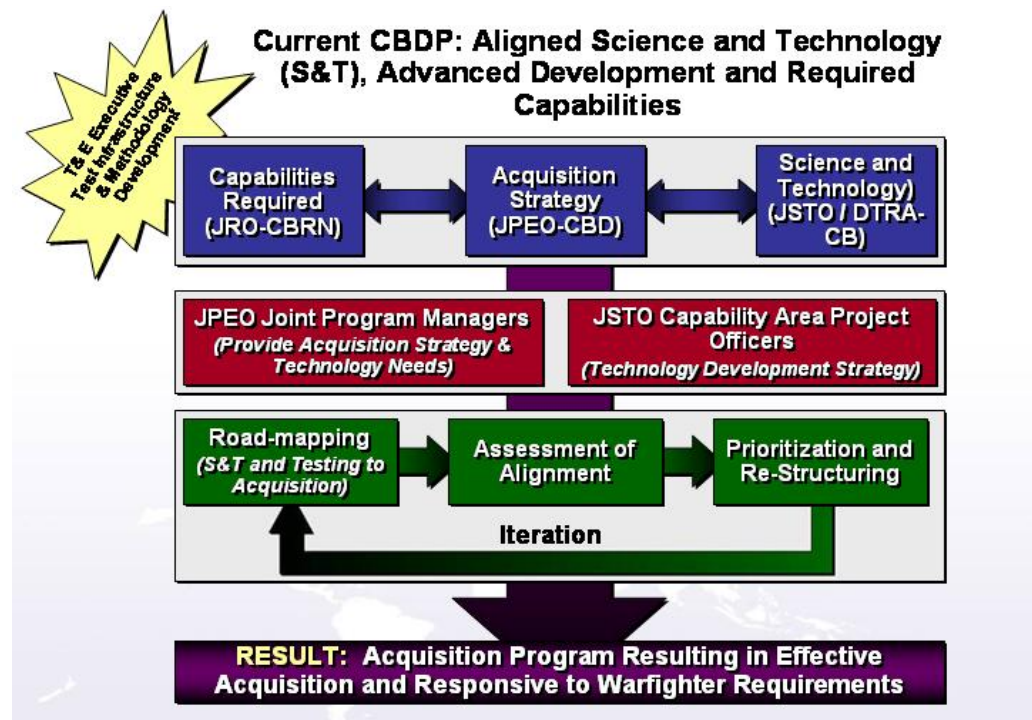 Current CBDP: Aligned Science and Technology
(S&T), Advanced Development and Required
Capabilities
T& E Executive
Test Infrastructure
& Methodology
Development
Capabilities
Required
(JRO-CBRN)
Acquisition
Strategy
(JPEO-CBD)
Science and
Technology)
(JSTO / DTRA-
CB)
JPEO Joint Program Managers
(Provide Acquisition Strategy &
Technology Needs)
JSTO Capability Area Project
Officers
(Technology Development Strategy)
Road-mapping
(S&T and Testing to
Acquisition)
Assessment of
Alignment
Prioritization and
Re-Structuring
Iteration
RESULT: Acquisition Program Resulting in Effective
Acquisition and Responsive to Warfighter Requirements